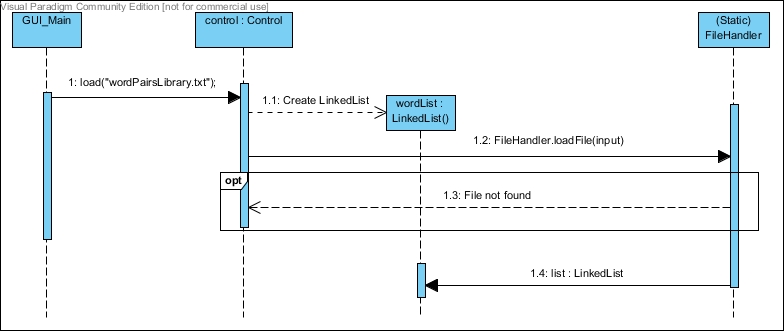 Visual Paradigm Community Edition [not for commercial use]
GUI_Main
control : Control
(Static)
FileHandler
1: load("wordPairsLibrary.txt");
1.1: Create LinkedList
wordList :
LinkedList()
1.2: FileHandler.loadFile(input)
opt
1.3: File not found
1.4: list : LinkedList